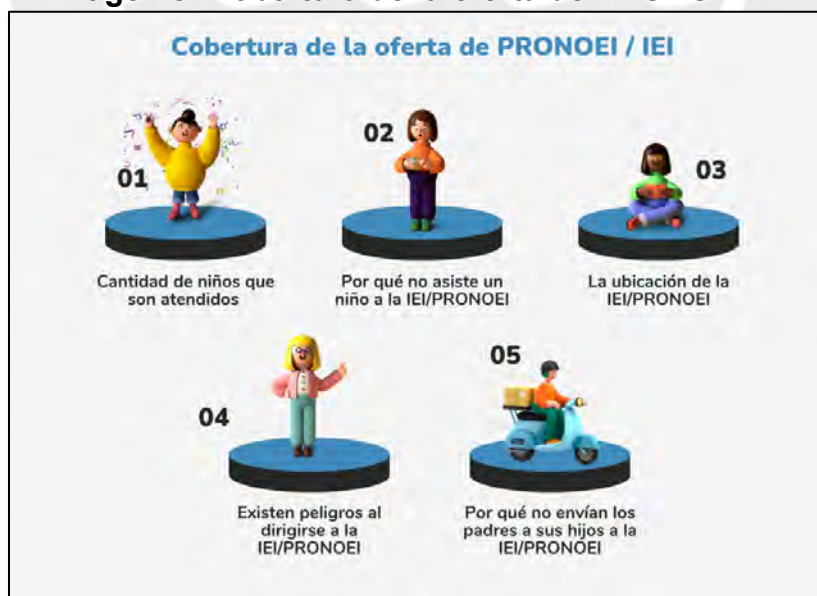 Cobertura de la oferta de PRONOEI / IEI
01
Cantidad de niños que
son atendidos
02
Por qué no asiste un
niño a la IEI/PRONOEI
03
La ubicación de la
IEI/PRONOEI
04
Existen peligros al
dirigirse a la
IEI/PRONOEI
05
Por qué no envían los
padres a sus hijos a la
IEI/PRONOEI